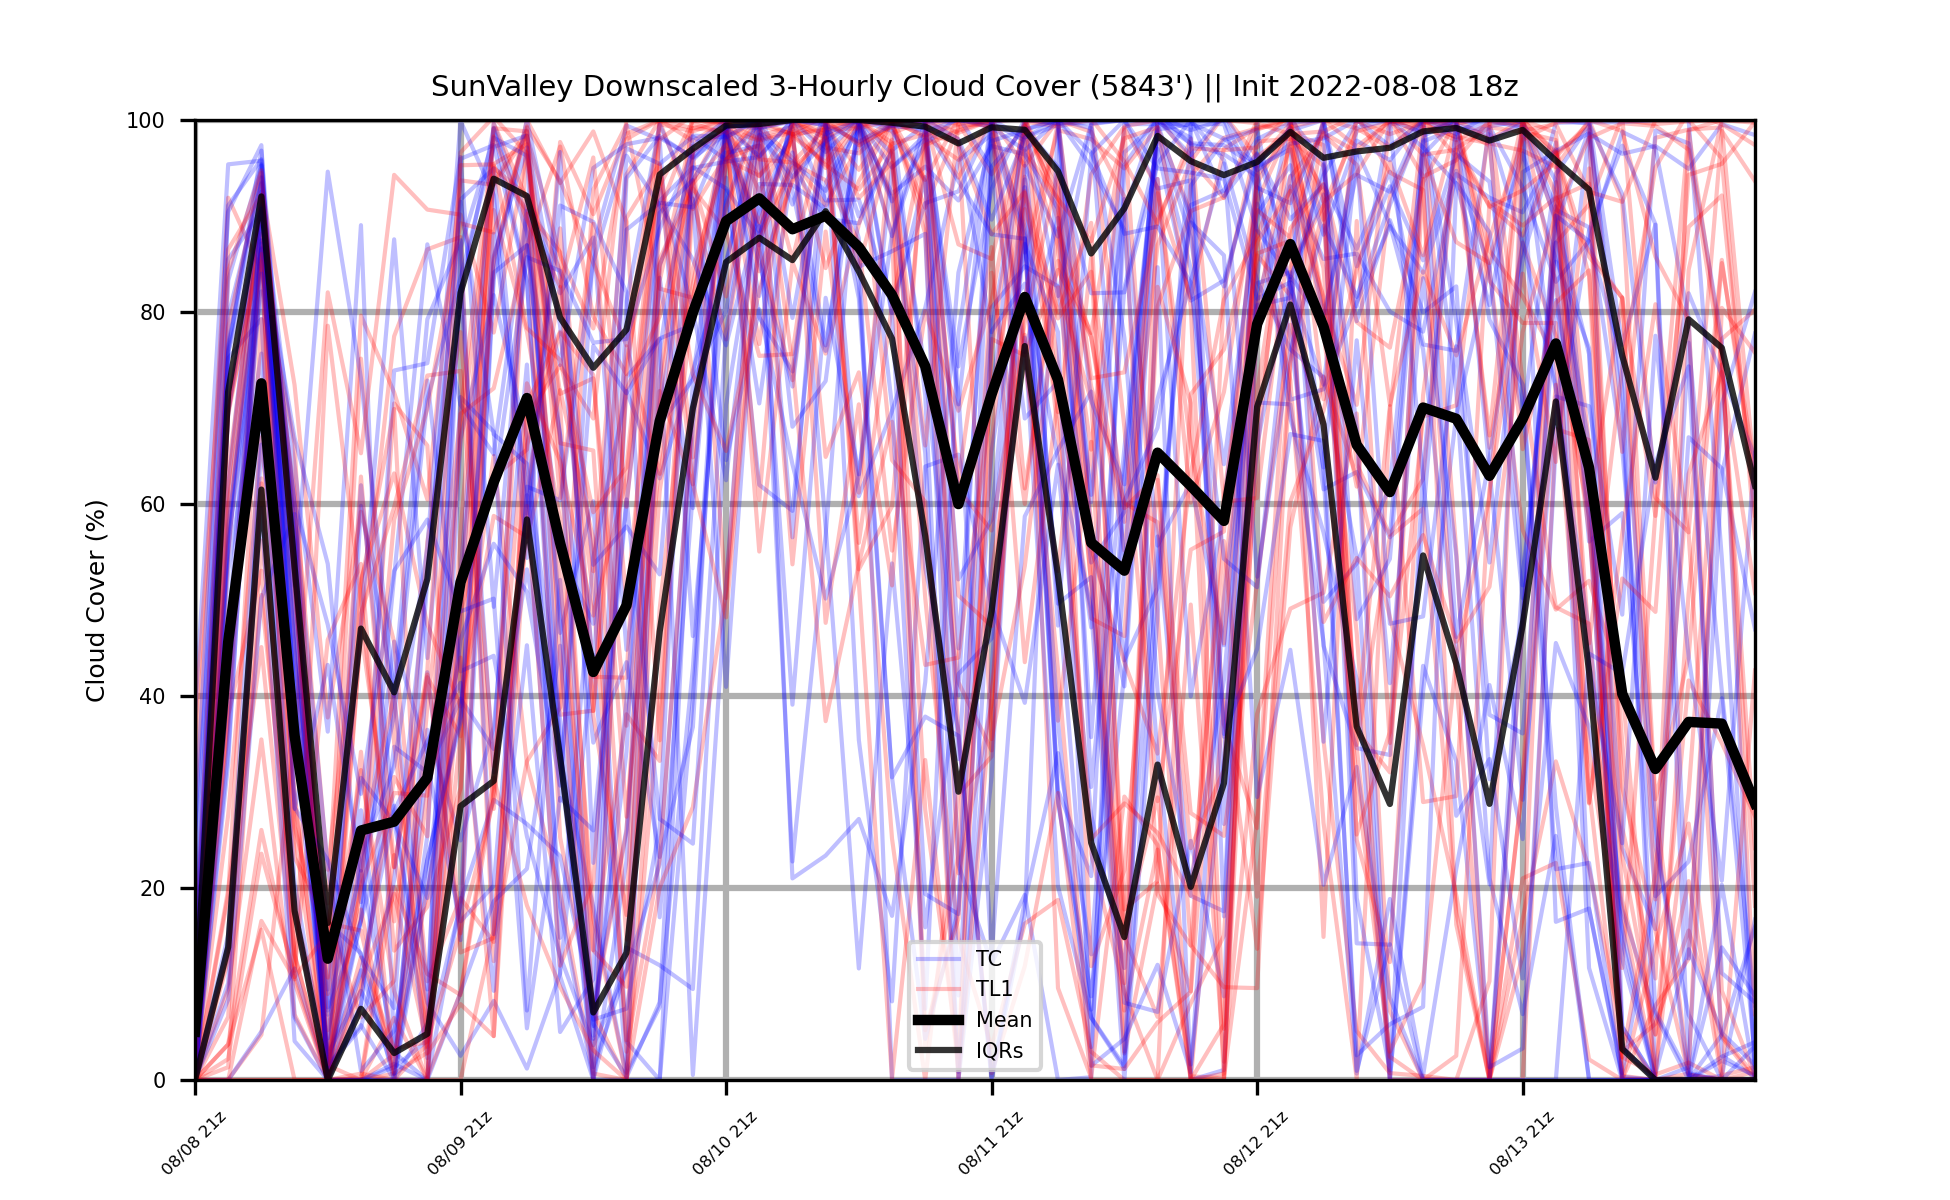 SunValley Downscaled 3-Hourly Cloud Cover (5843') || Init 2022-08-08 18z
Cloud Cover (%)
100
80
60
40
20
0
TC
TL1
Mean
IQRs
08/08 21z
08/09 21z
08/10 21z
08/11 21z
08/12 21z
08/13 21z